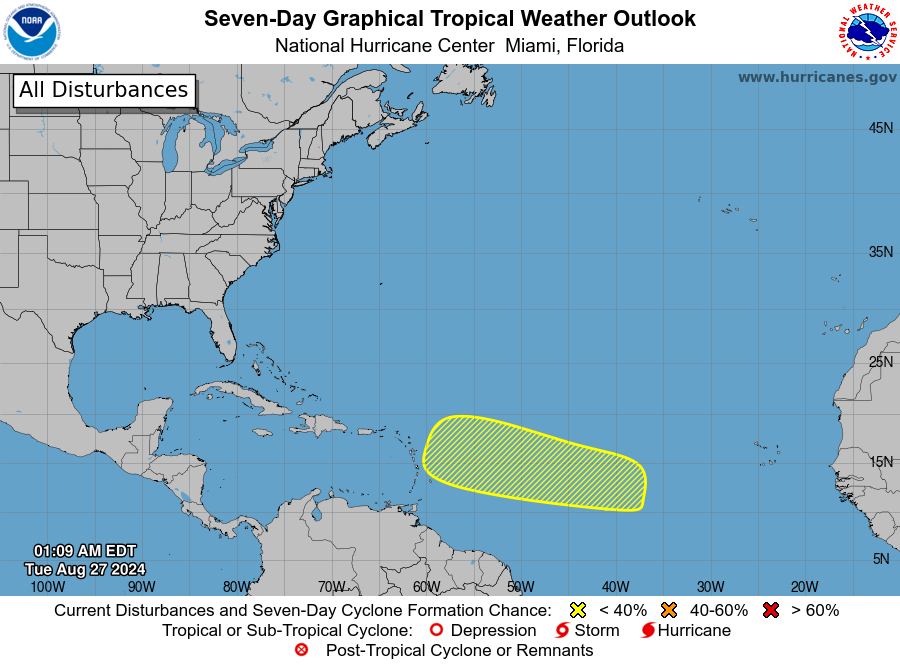 Seven-Day Graphical Tropical Weather Outlook
National Hurricane Center  Miami, Florida
NOAA
NATIONAL WEATHER SERVICE
www.hurricanes.gov
All Disturbances
45N
35N
25N
15N
5N
01:09 AM EDT
Tue Aug 27 2024
100W 90W 80W 70W 60W 50W 40W 30W 20W
Current Disturbances and Seven-Day Cyclone Formation Chance: < 40% 40-60% > 60%
Tropical or Sub-Tropical Cyclone: Depression Storm Hurricane
Post-Tropical Cyclone or Remnants